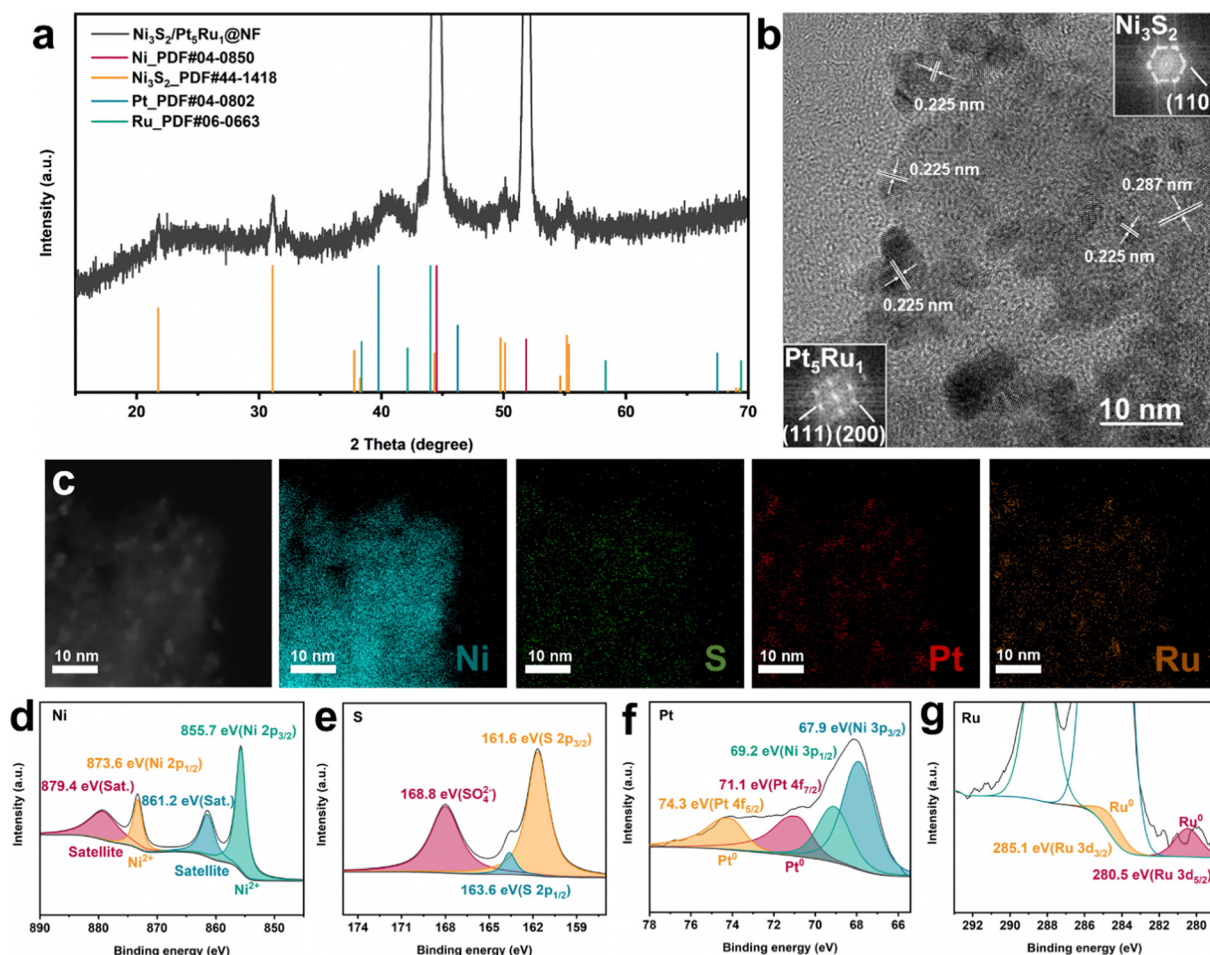 a
Ni₃S₂/Pt₅Ru₁@NF
Ni_PDF#04-0850
Ni₃S₂_PDF#44-1418
Pt_PDF#04-0802
Ru_PDF#06-0663
Intensity (a.u.)
20 30 40 50 60 70
2 Theta (degree)
b
Ni₃S₂
(110)
0.225 nm
0.225 nm
0.287 nm
0.225 nm
0.225 nm
Pt₅Ru₁
(111) (200)
10 nm
c
10 nm
10 nm
Ni
10 nm
S
10 nm
Pt
10 nm
Ru
d
Ni
855.7 eV(Ni 2p₃/₂)
873.6 eV(Ni 2p₁/₂)
879.4 eV(Sat.)
861.2 eV(Sat.)
Satellite
Ni²⁺
Satellite
Ni²⁺
Intensity (a.u.)
890 880 870 860 850
Binding energy (eV)
e
S
161.6 eV(S 2p₃/₂)
168.8 eV(SO₄²⁻)
163.6 eV(S 2p₁/₂)
Intensity (a.u.)
174 171 168 165 162 159
Binding energy (eV)
f
Pt
67.9 eV(Ni 3p₃/₂)
69.2 eV(Ni 3p₁/₂)
71.1 eV(Pt 4f₇/₂)
74.3 eV(Pt 4f₅/₂)
Pt⁰
Pt⁰
Intensity (a.u.)
78 75 72 69 66
Binding energy (eV)
g
Ru
Ru⁰
Ru⁰
285.1 eV(Ru 3d₃/₂)
280.5 eV(Ru 3d₅/₂)
Intensity (a.u.)
292 290 288 286 284 282 280
Binding energy (eV)